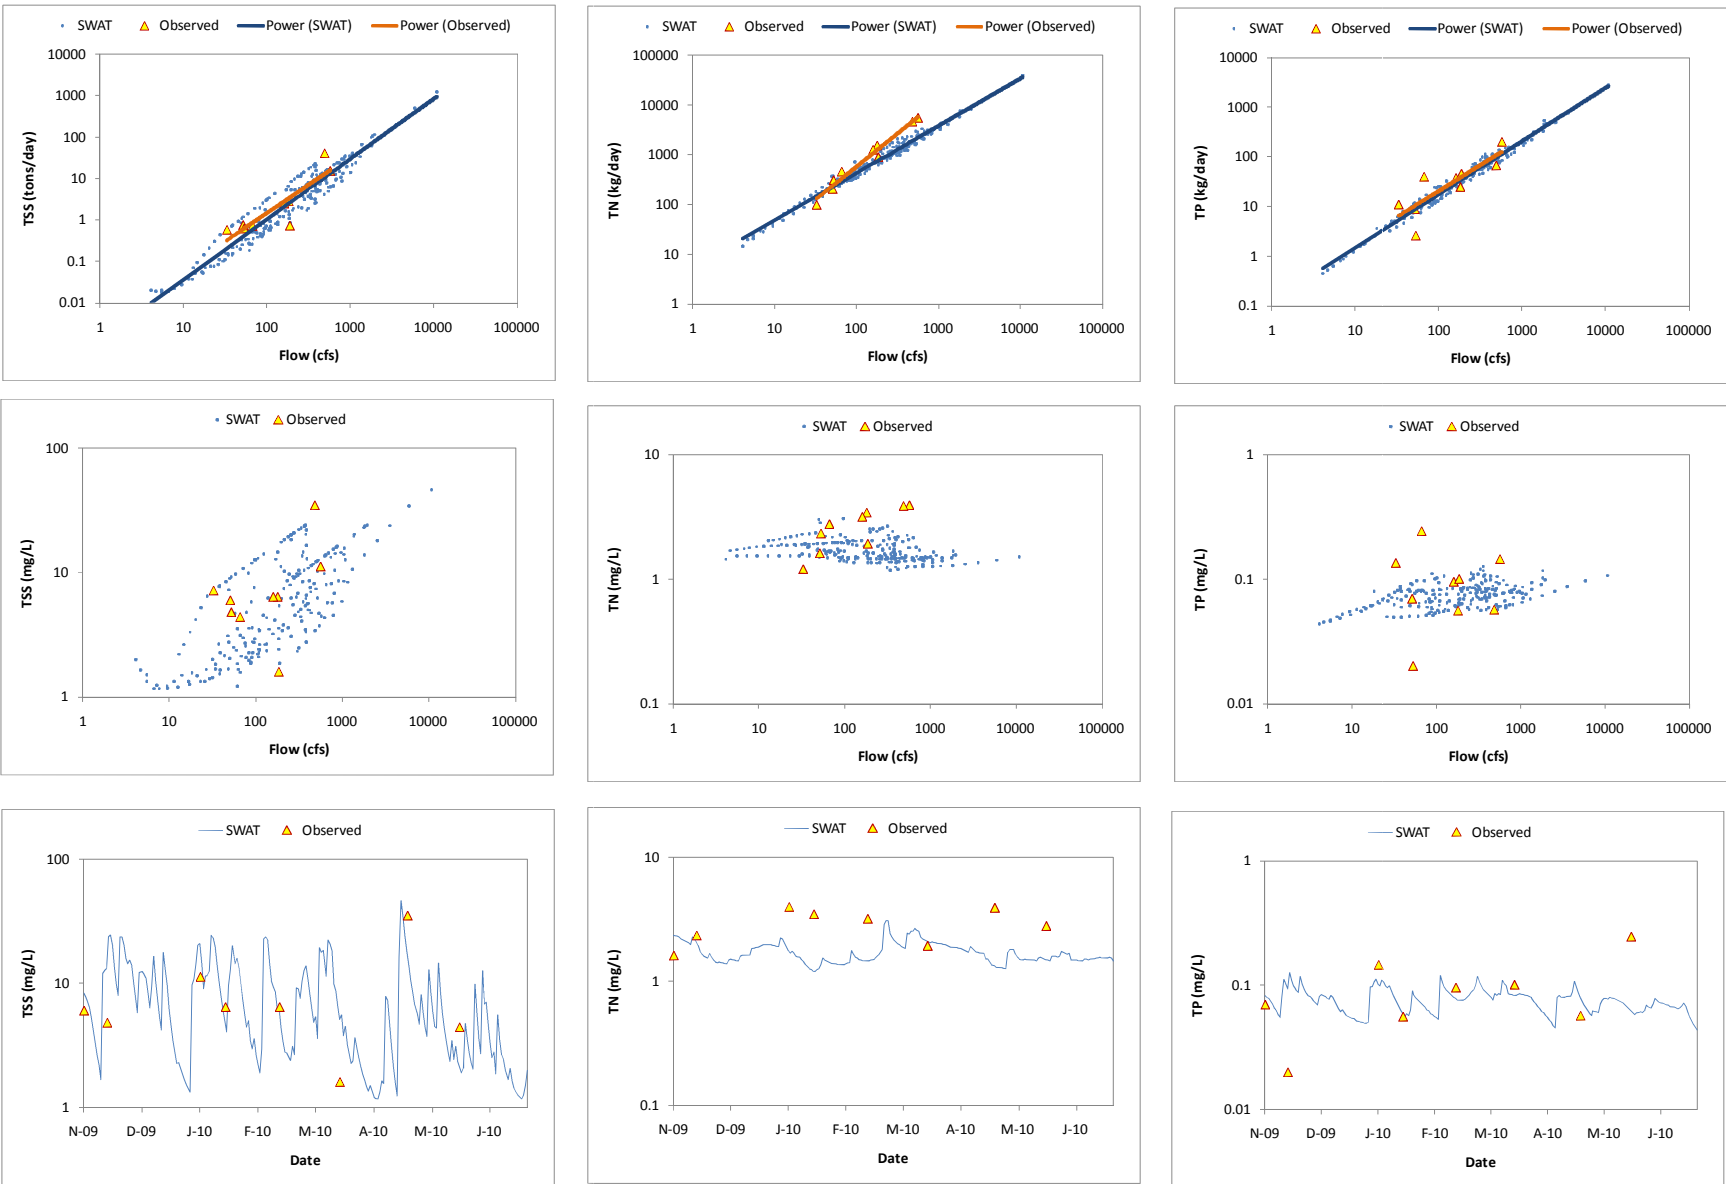 SWAT Observed Power (SWAT) Power (Observed)
10000
1000
100
10
1
0.1
0.01
1 10 100 1000 10000 100000
TSS (tons/day)
Flow (cfs)
SWAT Observed Power (SWAT) Power (Observed)
100000
10000
1000
100
10
1
1 10 100 1000 10000 100000
TN (kg/day)
Flow (cfs)
SWAT Observed Power (SWAT) Power (Observed)
10000
1000
100
10
1
0.1
1 10 100 1000 10000 100000
TP (kg/day)
Flow (cfs)
SWAT Observed
100
10
1
1 10 100 1000 10000 100000
TSS (mg/L)
Flow (cfs)
SWAT Observed
10
1
0.1
1 10 100 1000 10000 100000
TN (mg/L)
Flow (cfs)
SWAT Observed
1
0.1
0.01
1 10 100 1000 10000 100000
TP (mg/L)
Flow (cfs)
SWAT Observed
100
10
1
N-09 D-09 J-10 F-10 M-10 A-10 M-10 J-10
TSS (mg/L)
Date
SWAT Observed
10
1
0.1
N-09 D-09 J-10 F-10 M-10 A-10 M-10 J-10
TN (mg/L)
Date
SWAT Observed
1
0.1
0.01
N-09 D-09 J-10 F-10 M-10 A-10 M-10 J-10
TP (mg/L)
Date